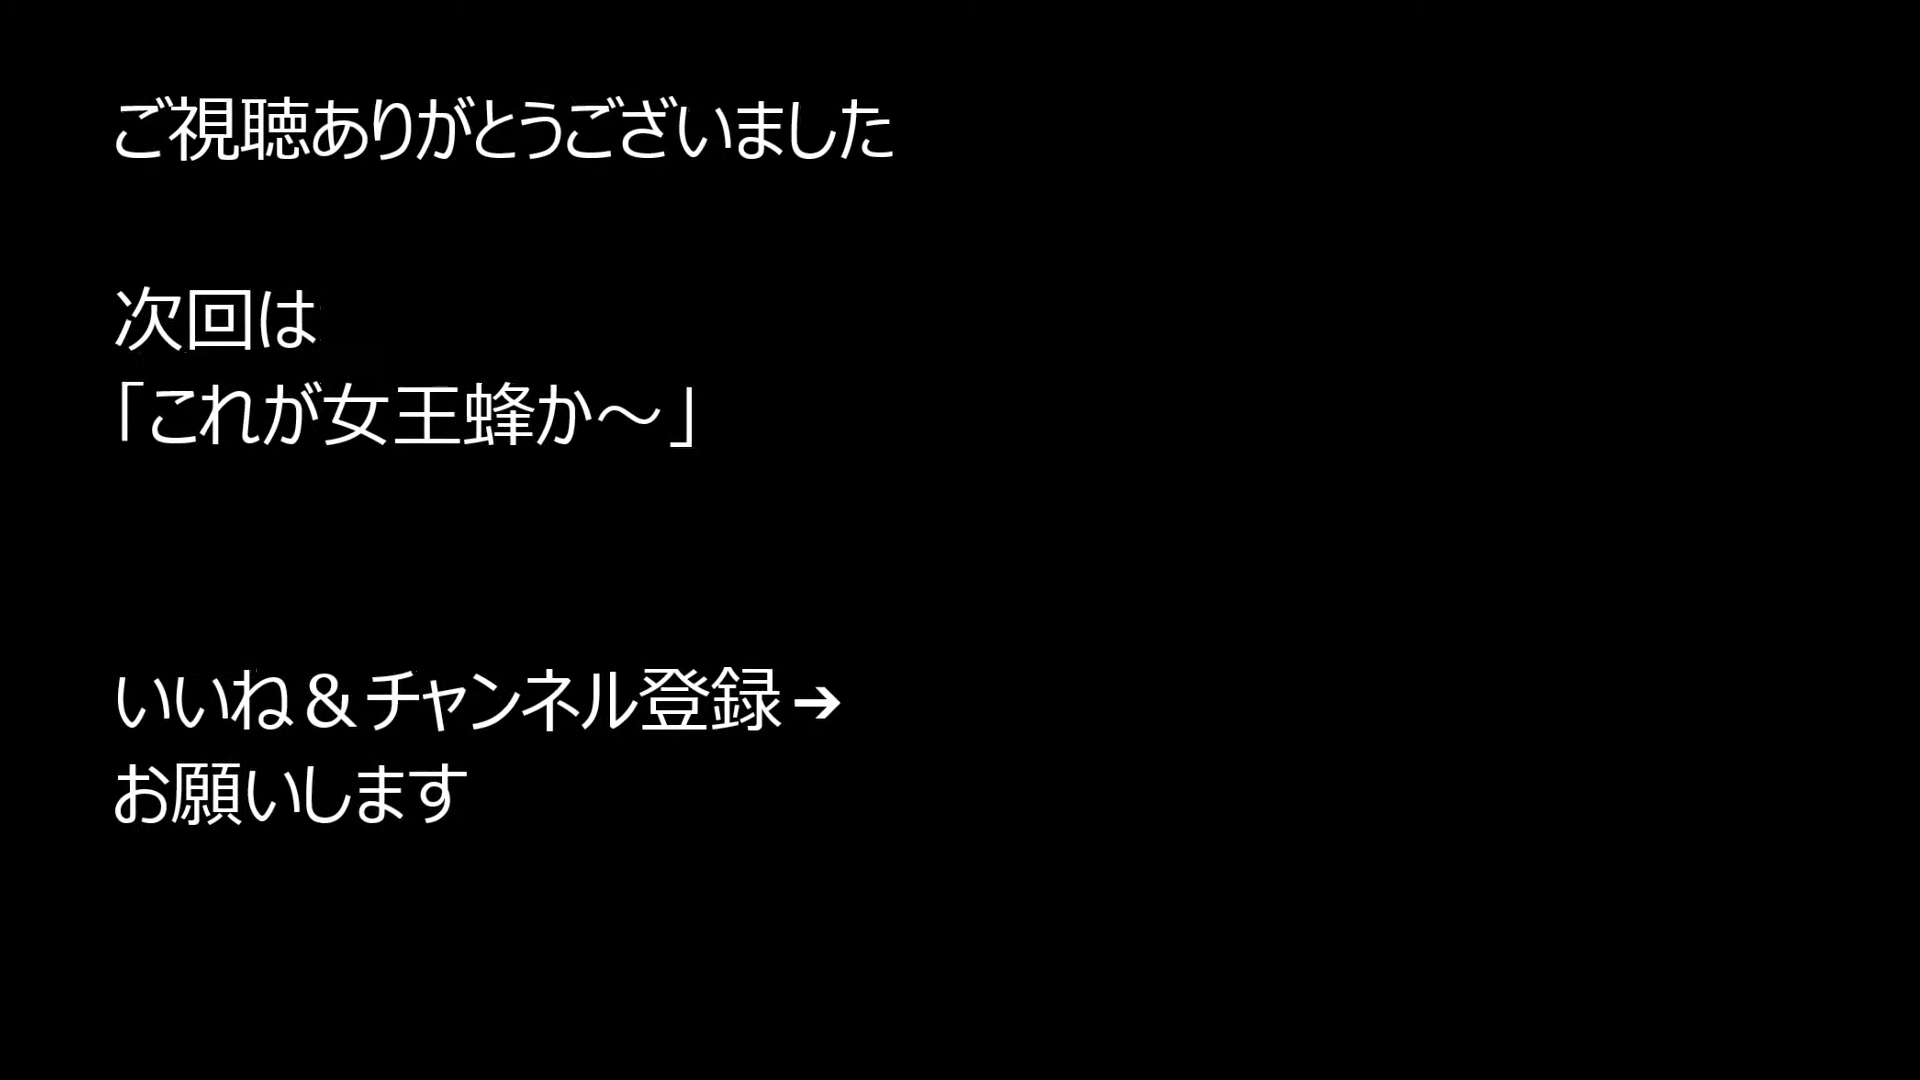 ご視聴ありがとうございました
次回は
「これが女王蜂か～」
いいね＆チャンネル登録➔
お願いします